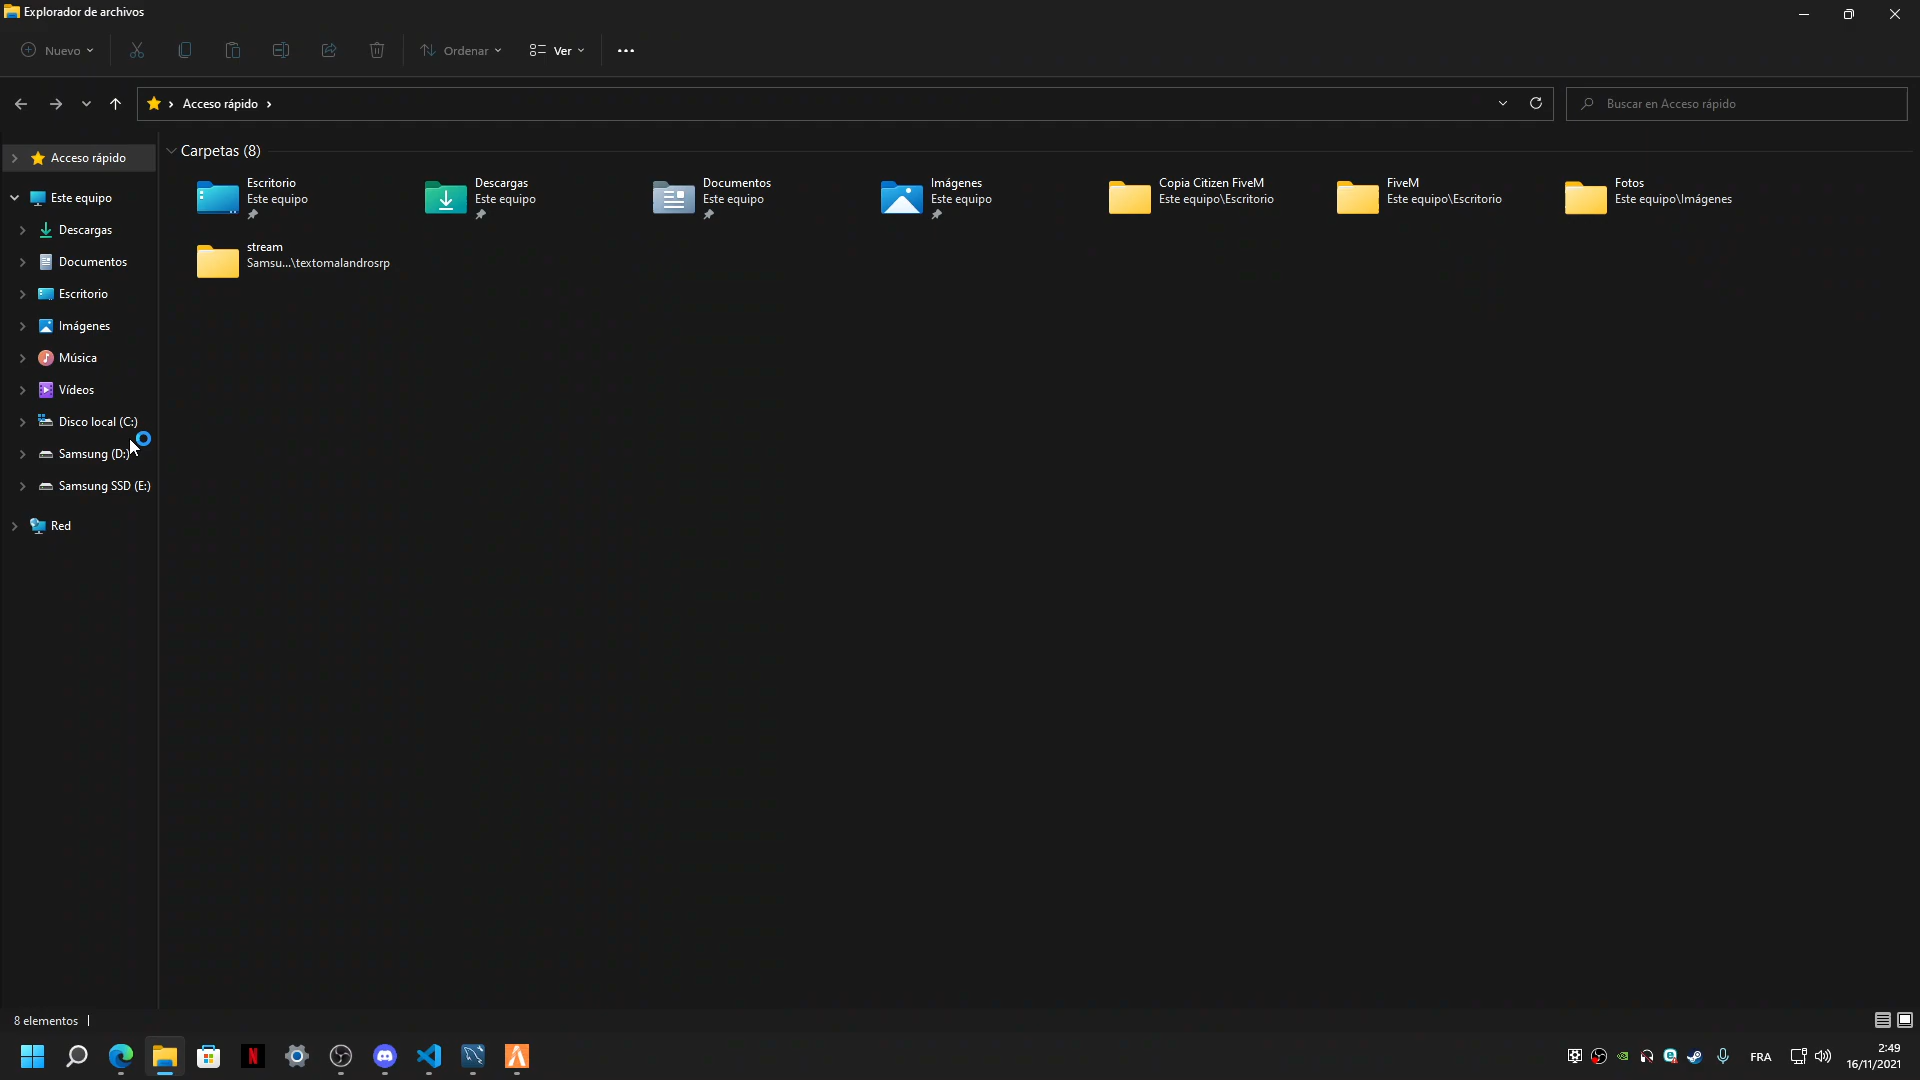 Explorador de archivos
Nuevo
Ordenar
Ver
Acceso rápido
Buscar en Acceso rápido
Acceso rápido
Este equipo
Descargas
Documentos
Escritorio
Imágenes
Música
Vídeos
Disco local (C:)
Samsung (D:)
Samsung SSD (E:)
Red
Carpetas (8)
Escritorio
Este equipo
Descargas
Este equipo
Documentos
Este equipo
Imágenes
Este equipo
Copia Citizen FiveM
Este equipo\Escritorio
FiveM
Este equipo\Escritorio
Fotos
Este equipo\Imágenes
stream
Samsu...\textomalandrosrp
8 elementos
N
FRA
2:49
16/11/2021